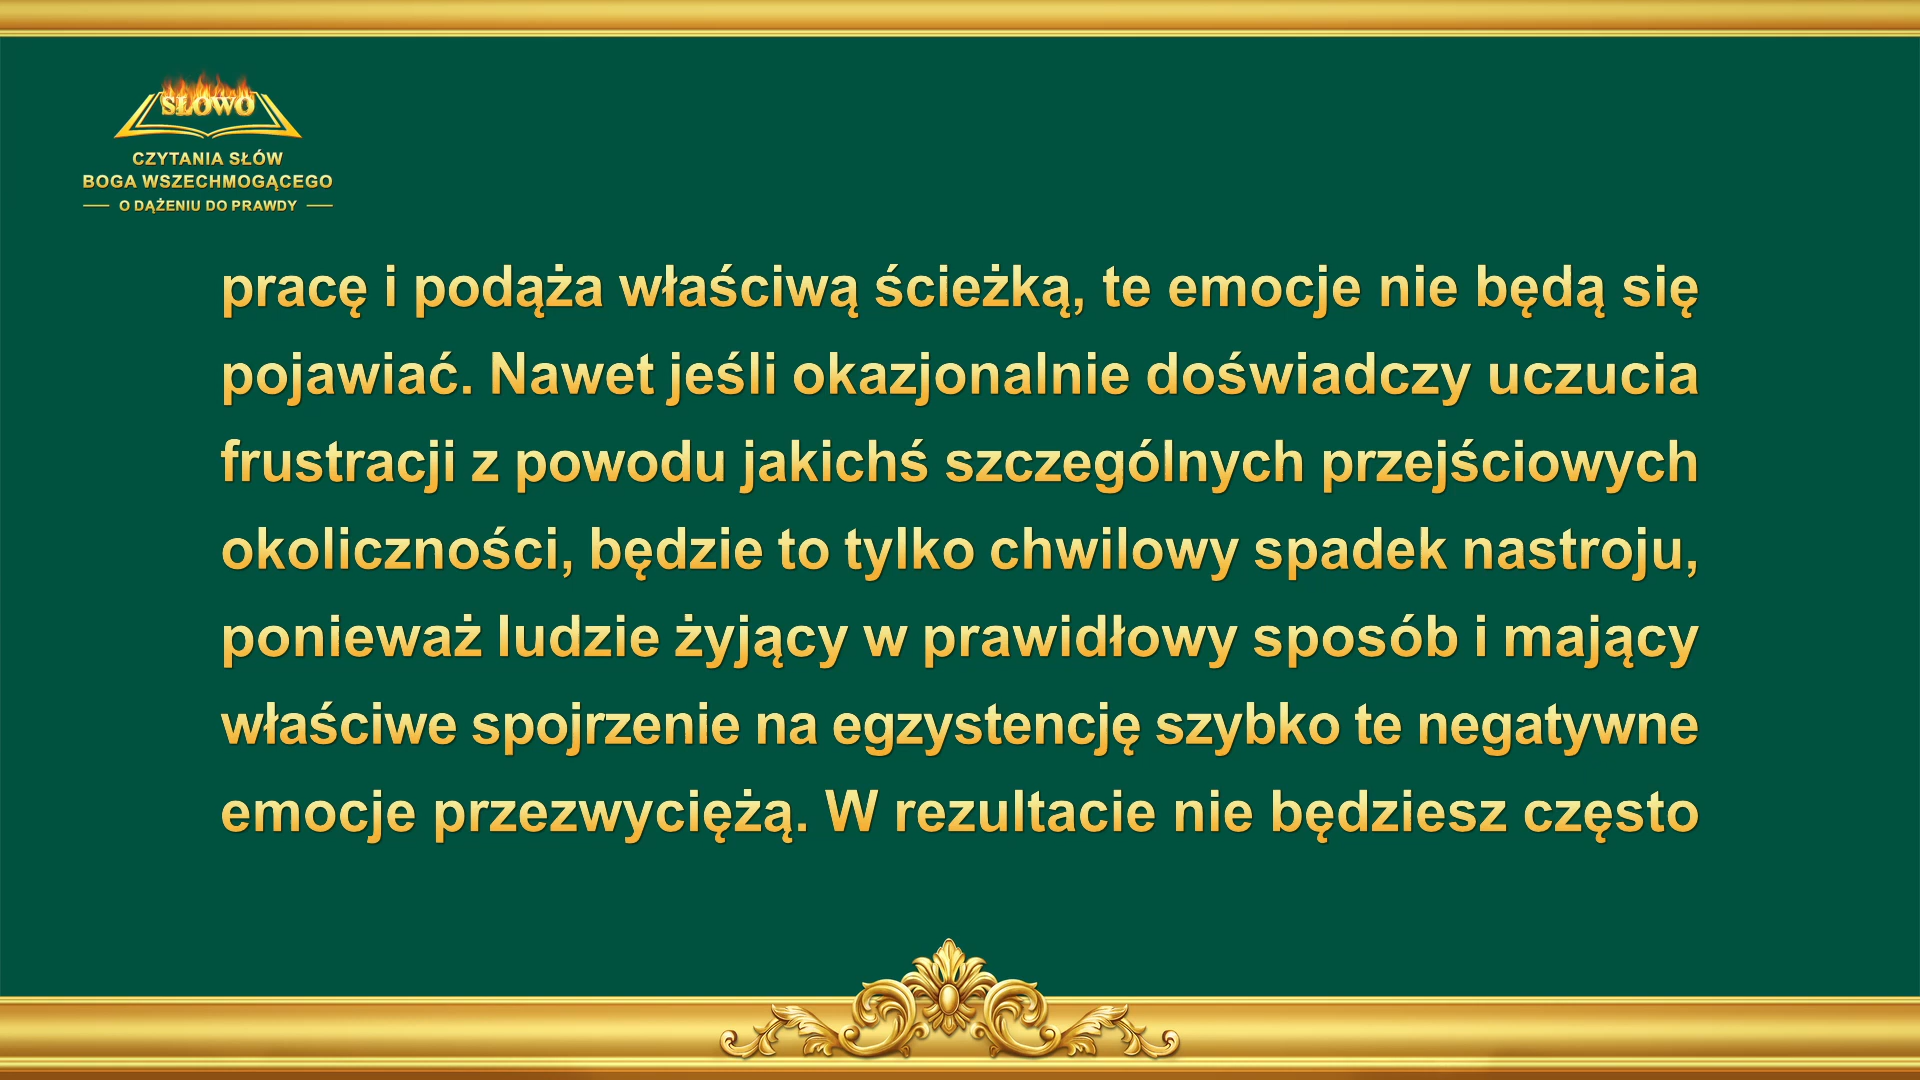 SŁOWO
CZYTANIA SŁÓW
BOGA WSZECHMOGĄCEGO
O DĄŻENIU DO PRAWDY
pracę i podąża właściwą ścieżką, te emocje nie będą się
pojawiać. Nawet jeśli okazjonalnie doświadczy uczucia
frustracji z powodu jakichś szczególnych przejściowych
okoliczności, będzie to tylko chwilowy spadek nastroju,
ponieważ ludzie żyjący w prawidłowy sposób i mający
właściwe spojrzenie na egzystencję szybko te negatywne
emocje przezwyciężą. W rezultacie nie będziesz często